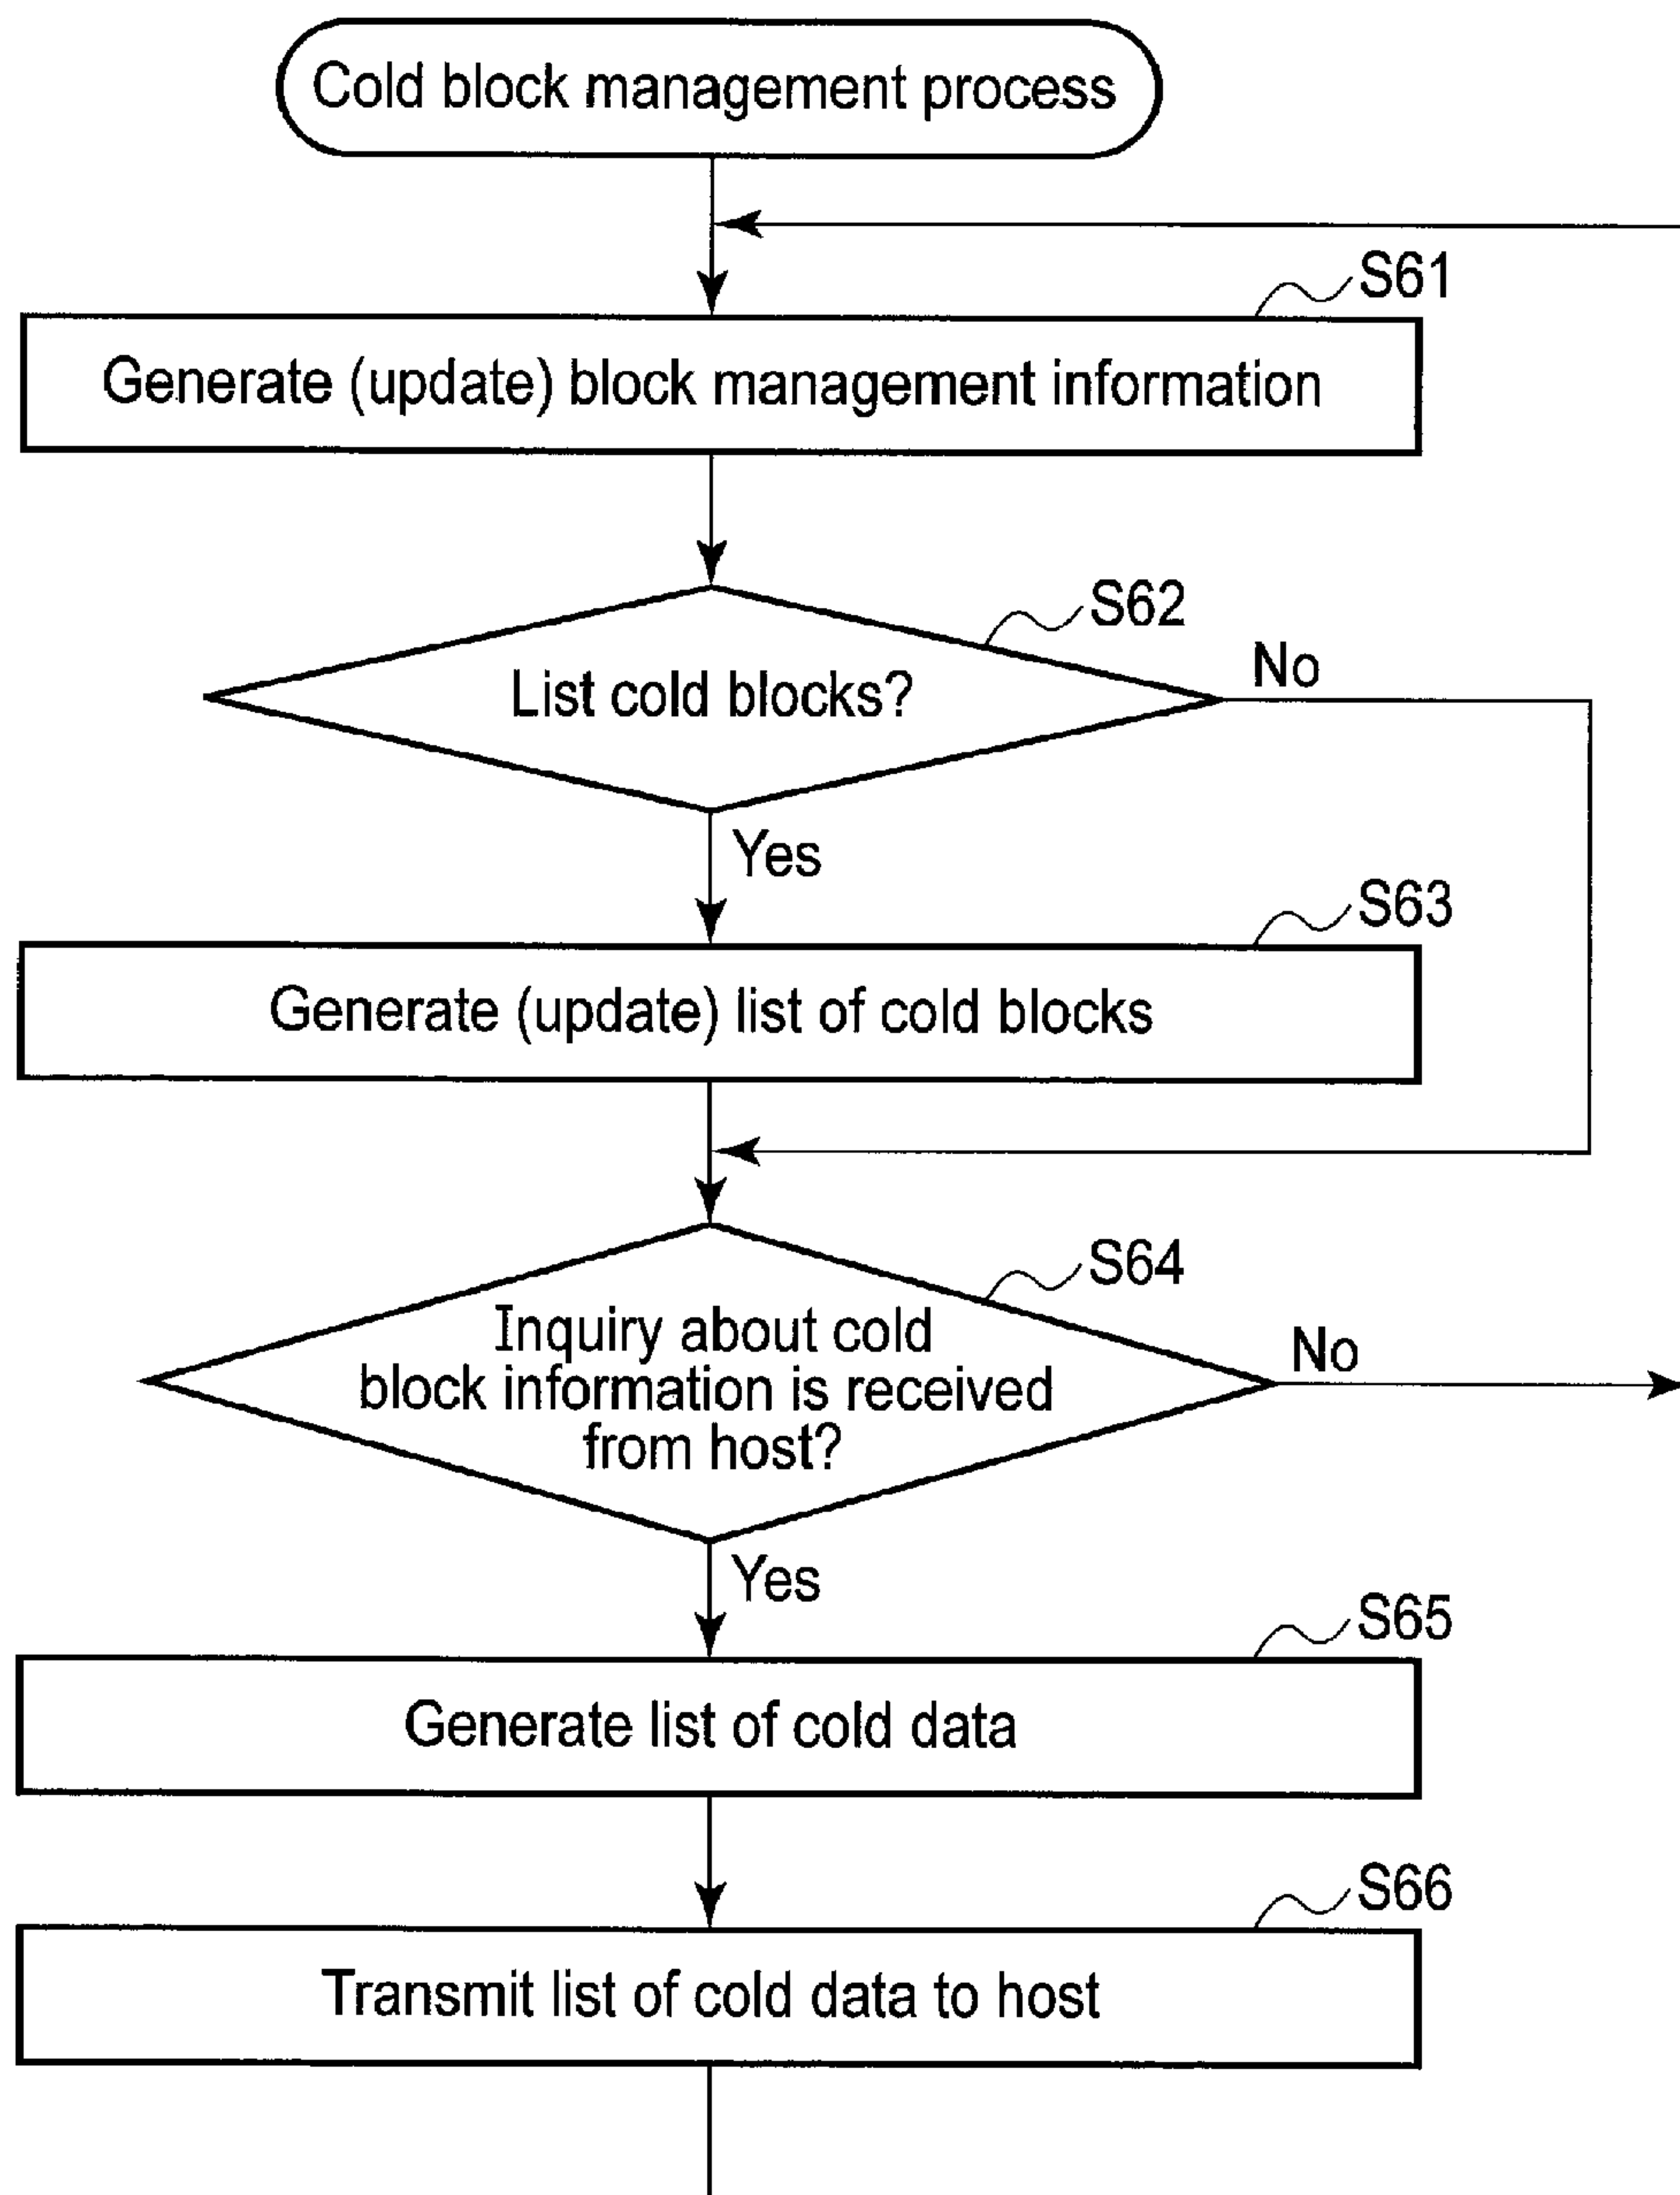 Cold block management process
S61
Generate (update) block management information
S62
List cold blocks?
No
Yes
S63
Generate (update) list of cold blocks
S64
Inquiry about cold
block information is received
from host?
No
Yes
S65
Generate list of cold data
S66
Transmit list of cold data to host